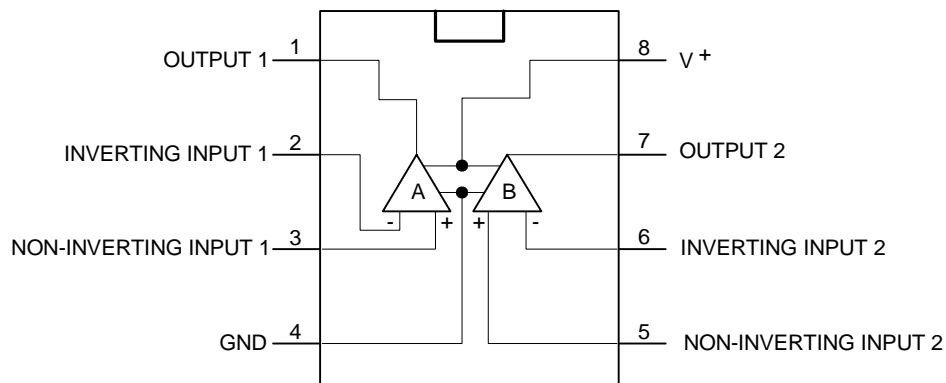 OUTPUT 1
1
8
V+
INVERTING INPUT 1
2
7
OUTPUT 2
A
B
-
+
+
-
NON-INVERTING INPUT 1
3
6
INVERTING INPUT 2
GND
4
5
NON-INVERTING INPUT 2